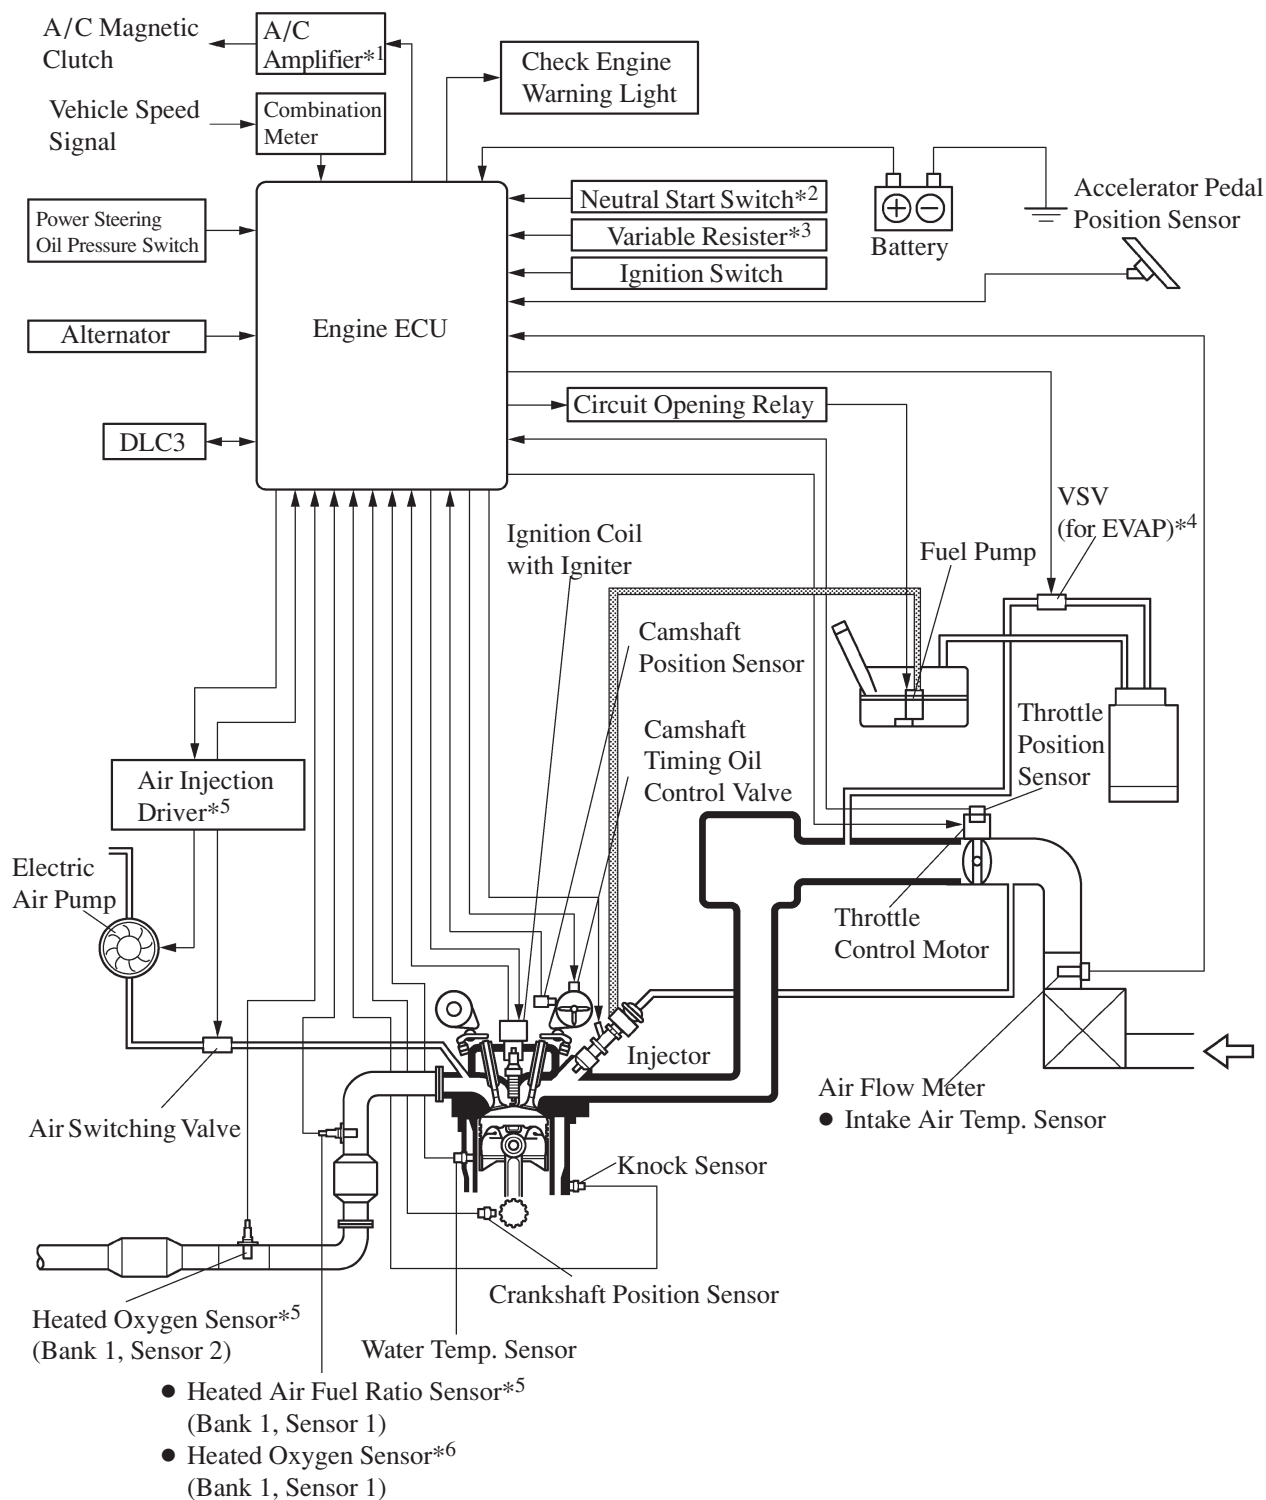 A/C Magnetic
Clutch
A/C
Amplifier*1
Check Engine
Warning Light
Vehicle Speed
Signal
Combination
Meter
Power Steering
Oil Pressure Switch
Neutral Start Switch*2
Variable Resister*3
Ignition Switch
Battery
Accelerator Pedal
Position Sensor
Alternator
Engine ECU
Circuit Opening Relay
DLC3
Ignition Coil
with Igniter
Fuel Pump
VSV
(for EVAP)*4
Camshaft
Position Sensor
Camshaft
Timing Oil
Control Valve
Throttle
Position
Sensor
Air Injection
Driver*5
Electric
Air Pump
Throttle
Control Motor
Injector
Air Flow Meter
● Intake Air Temp. Sensor
Air Switching Valve
Knock Sensor
Crankshaft Position Sensor
Heated Oxygen Sensor*5
(Bank 1, Sensor 2)
Water Temp. Sensor
● Heated Air Fuel Ratio Sensor*5
(Bank 1, Sensor 1)
● Heated Oxygen Sensor*6
(Bank 1, Sensor 1)